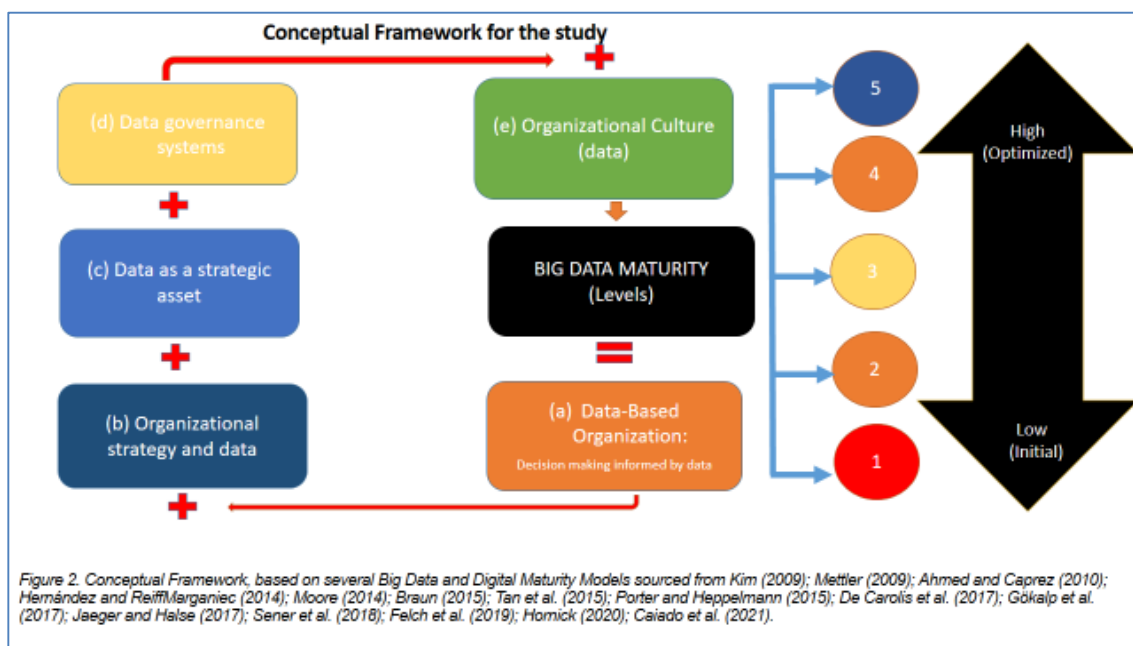 Conceptual Framework for the study
(d) Data governance
systems
(e) Organizational Culture
(data)
(c) Data as a strategic
asset
BIG DATA MATURITY
(Levels)
(b) Organizational
strategy and data
(a) Data-Based
Organization:
Decision making informed by data
5
4
3
2
1
High
(Optimized)
Low
(Initial)
Figure 2. Conceptual Framework, based on several Big Data and Digital Maturity Models sourced from Kim (2009); Mettler (2009); Ahmed and Caprez (2010);
Hernández and ReiffMarganiec (2014); Moore (2014); Braun (2015); Tan et al. (2015); Porter and Heppelmann (2015); De Carolis et al. (2017); Gökalp et al.
(2017); Jaeger and Halse (2017); Sener et al. (2018); Felch et al. (2019); Hornick (2020); Caiado et al. (2021).